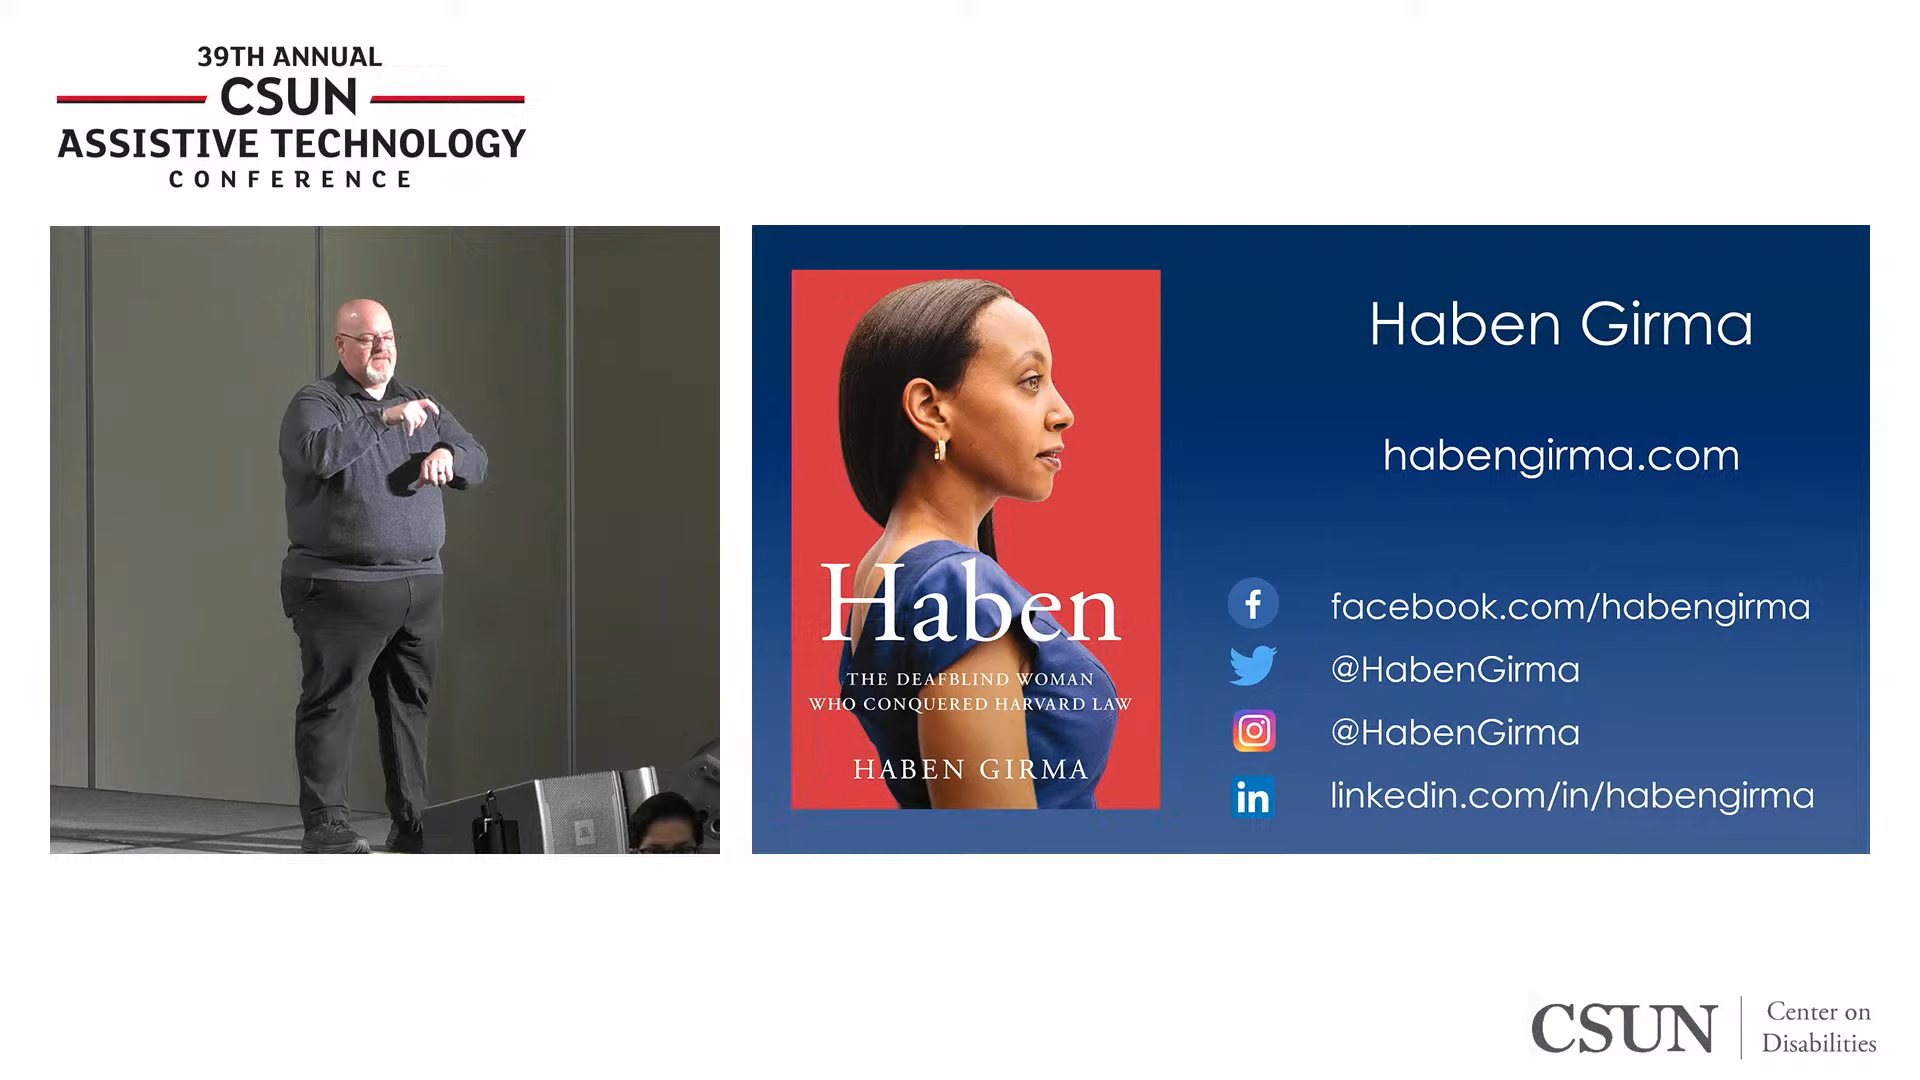 39TH ANNUAL
CSUN
ASSISTIVE TECHNOLOGY
CONFERENCE
Haben
THE DEAFBLIND WOMAN
WHO CONQUERED HARVARD LAW
HABEN GIRMA
Haben Girma
habengirma.com
facebook.com/habengirma
@HabenGirma
@HabenGirma
linkedin.com/in/habengirma
CSUN
Center on
Disabilities